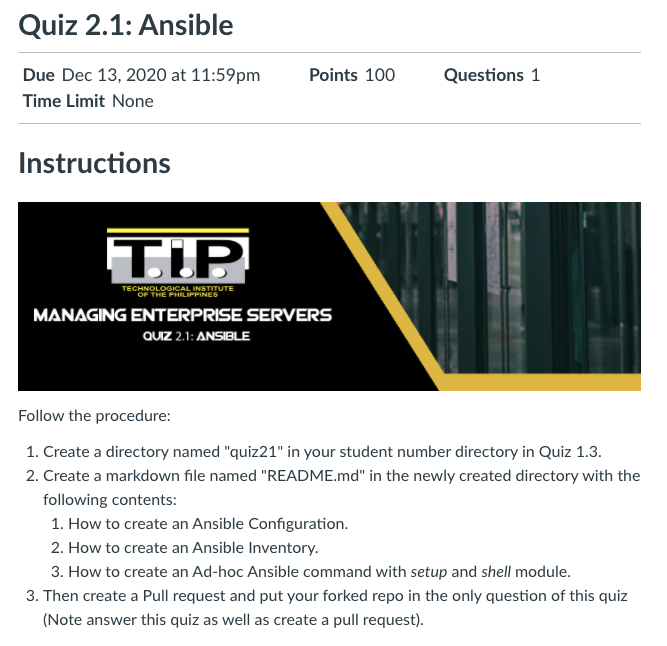 Quiz 2.1: Ansible
Due Dec 13, 2020 at 11:59pm Points 100 Questions 1
Time Limit None
Instructions
T.I.P
TECHNOLOGICAL INSTITUTE
OF THE PHILIPPINES
MANAGING ENTERPRISE SERVERS
QUIZ 2.1: ANSIBLE
Follow the procedure:
1. Create a directory named "quiz21" in your student number directory in Quiz 1.3.
2. Create a markdown file named "README.md" in the newly created directory with the
following contents:
1. How to create an Ansible Configuration.
2. How to create an Ansible Inventory.
3. How to create an Ad-hoc Ansible command with setup and shell module.
3. Then create a Pull request and put your forked repo in the only question of this quiz
(Note answer this quiz as well as create a pull request).